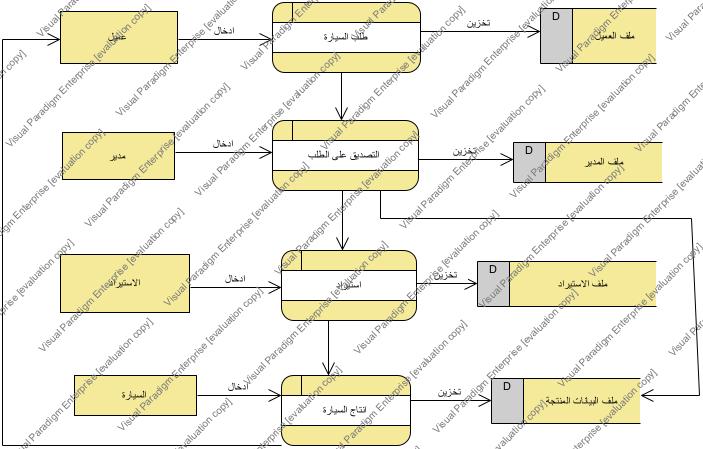 عميل
ادخال
طلب السيارة
تخزين
D
ملف العميل
مدير
ادخال
التصديق على الطلب
تخزين
D
ملف المدير
الاستيراد
ادخال
استيراد
تخزين
D
ملف الاستيراد
السيارة
ادخال
انتاج السيارة
تخزين
D
ملف البيانات المنتجة
Visual Paradigm Enterprise [evaluation copy]